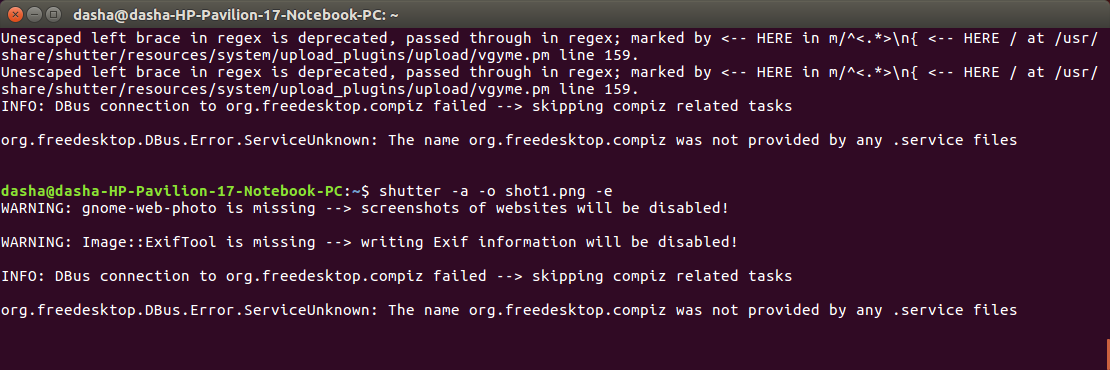 dasha@dasha-HP-Pavilion-17-Notebook-PC: ~
Unescaped left brace in regex is deprecated, passed through in regex; marked by <-- HERE in m/^<.*>\n{ <-- HERE / at /usr/
share/shutter/resources/system/upload_plugins/upload/vgyme.pm line 159.
Unescaped left brace in regex is deprecated, passed through in regex; marked by <-- HERE in m/^<.*>\n{ <-- HERE / at /usr/
share/shutter/resources/system/upload_plugins/upload/vgyme.pm line 159.
INFO: DBus connection to org.freedesktop.compiz failed --> skipping compiz related tasks
org.freedesktop.DBus.Error.ServiceUnknown: The name org.freedesktop.compiz was not provided by any .service files
dasha@dasha-HP-Pavilion-17-Notebook-PC:~$ shutter -a -o shot1.png -e
WARNING: gnome-web-photo is missing --> screenshots of websites will be disabled!
WARNING: Image::ExifTool is missing --> writing Exif information will be disabled!
INFO: DBus connection to org.freedesktop.compiz failed --> skipping compiz related tasks
org.freedesktop.DBus.Error.ServiceUnknown: The name org.freedesktop.compiz was not provided by any .service files